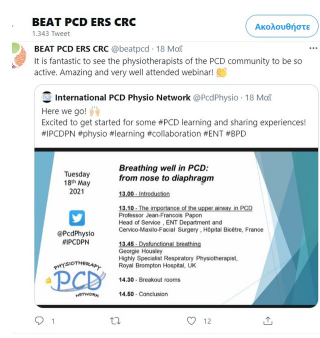 BEAT PCD ERS CRC
1.343 Tweet
Ακολουθήστε
BEAT PCD ERS CRC @beatpcd · 18 Μαΐ
It is fantastic to see the physiotherapists of the PCD community to be so
active. Amazing and very well attended webinar! 👏
International PCD Physio Network @PcdPhysio · 18 Μαΐ
Here we go! 🙌
Excited to get started for some #PCD learning and sharing experiences!
#IPCDPN #physio #learning #collaboration #ENT #BPD
Tuesday
18th May
2021
@PcdPhysio
#IPCDPN
PHYSIOTHERAPY
PCD
NETWORK
Breathing well in PCD:
from nose to diaphragm
13.00 - Introduction
13.10 - The importance of the upper airway in PCD
Professor Jean-Francois Papon
Head of Service , ENT Department and
Cervico-Maxilo-Facial Surgery , Hôpital Bicêtre, France
13.45 - Dysfunctional breathing
Georgie Housley
Highly Specialist Respiratory Physiotherapist,
Royal Brompton Hospital, UK
14.30 - Breakout rooms
14.50 - Conclusion
1
12